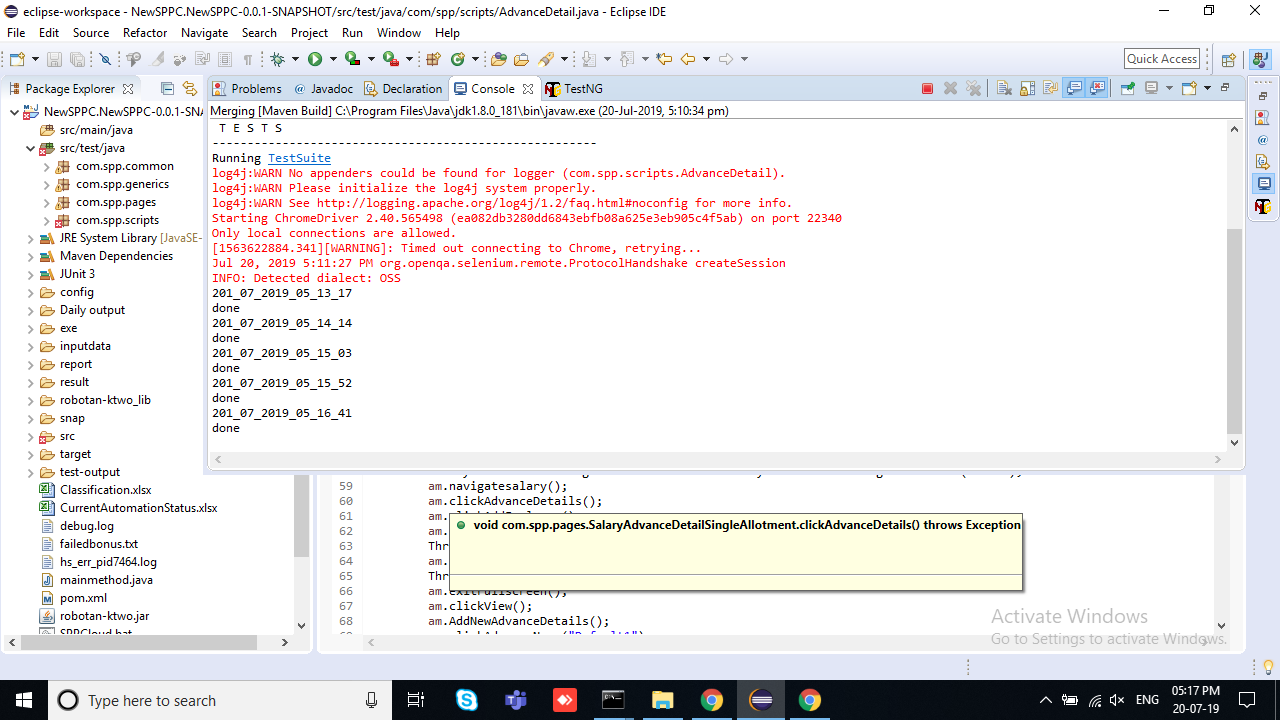 eclipse-workspace - NewSPPC.NewSPPC-0.0.1-SNAPSHOT/src/test/java/com/spp/scripts/AdvanceDetail.java - Eclipse IDE
File Edit Source Refactor Navigate Search Project Run Window Help
Quick Access
Package Explorer
Problems @ Javadoc Declaration Console TestNG
Merging [Maven Build] C:\Program Files\Java\jdk1.8.0_181\bin\javaw.exe (20-Jul-2019, 5:10:34 pm)
T E S T S
-------------------------------------------------------
Running TestSuite
log4j:WARN No appenders could be found for logger (com.spp.scripts.AdvanceDetail).
log4j:WARN Please initialize the log4j system properly.
log4j:WARN See http://logging.apache.org/log4j/1.2/faq.html#noconfig for more info.
Starting ChromeDriver 2.40.565498 (ea082db3280dd6843ebfb08a625e3eb905c4f5ab) on port 22340
Only local connections are allowed.
[1563622884.341][WARNING]: Timed out connecting to Chrome, retrying...
Jul 20, 2019 5:11:27 PM org.openqa.selenium.remote.ProtocolHandshake createSession
INFO: Detected dialect: OSS
201_07_2019_05_13_17
done
201_07_2019_05_14_14
done
201_07_2019_05_15_03
done
201_07_2019_05_15_52
done
201_07_2019_05_16_41
done
NewSPPC.NewSPPC-0.0.1-SNA
src/main/java
src/test/java
com.spp.common
com.spp.generics
com.spp.pages
com.spp.scripts
JRE System Library [JavaSE-
Maven Dependencies
JUnit 3
config
Daily output
exe
inputdata
report
result
robotan-ktwo_lib
snap
src
target
test-output
Classification.xlsx
CurrentAutomationStatus.xlsx
debug.log
failedbonus.txt
hs_err_pid7464.log
mainmethod.java
pom.xml
robotan-ktwo.jar
SPPCloud.bat
59 am.navigatesalary();
60 am.clickAdvanceDetails();
61 am.
62 am.
63 Thr
64 am.
65 Thr
66 am.exitFullscreen();
67 am.clickView();
68 am.AddNewAdvanceDetails();
void com.spp.pages.SalaryAdvanceDetailSingleAllotment.clickAdvanceDetails() throws Exception
Activate Windows
Go to Settings to activate Windows.
Type here to search
ENG
05:17 PM
20-07-19